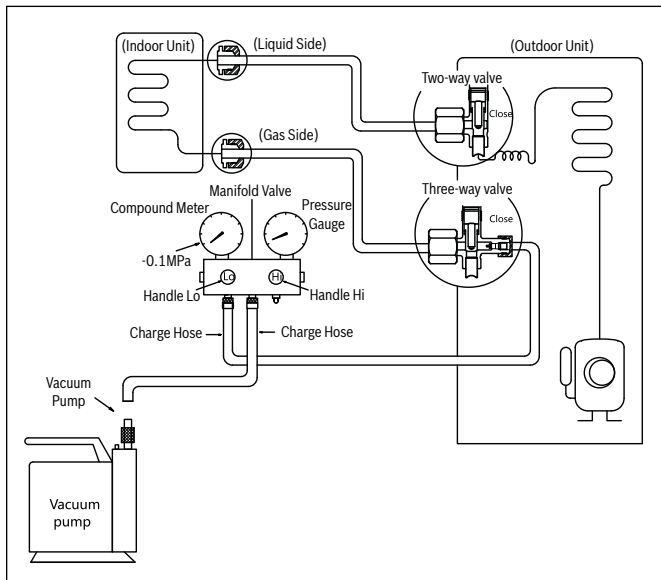 (Indoor Unit)
(Liquid Side)
(Outdoor Unit)
Two-way valve
Close
(Gas Side)
Three-way valve
Close
Manifold Valve
Compound Meter
Pressure
Gauge
-0.1MPa
Lo
Hi
Handle Lo
Handle Hi
Charge Hose
Charge Hose
Vacuum
Pump
Vacuum
pump